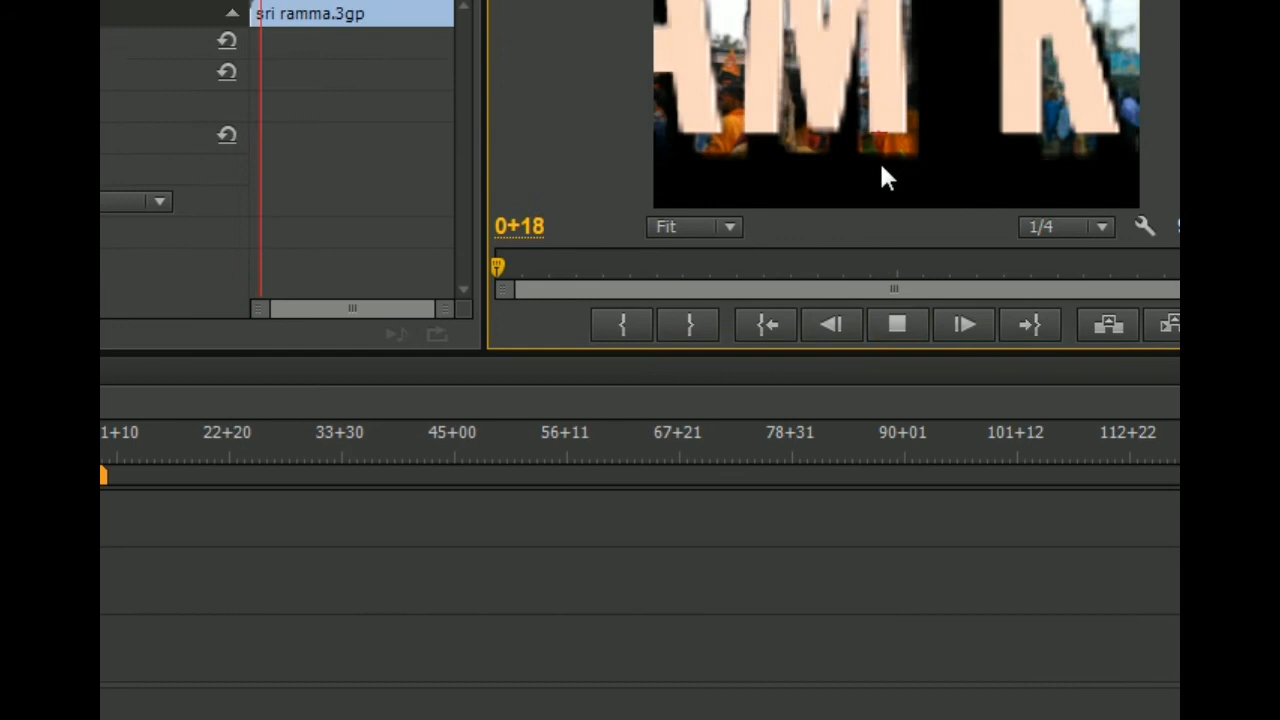 sri ramma.3gp
AM R
0+18
Fit
1/4
1+10 22+20 33+30 45+00 56+11 67+21 78+31 90+01 101+12 112+22